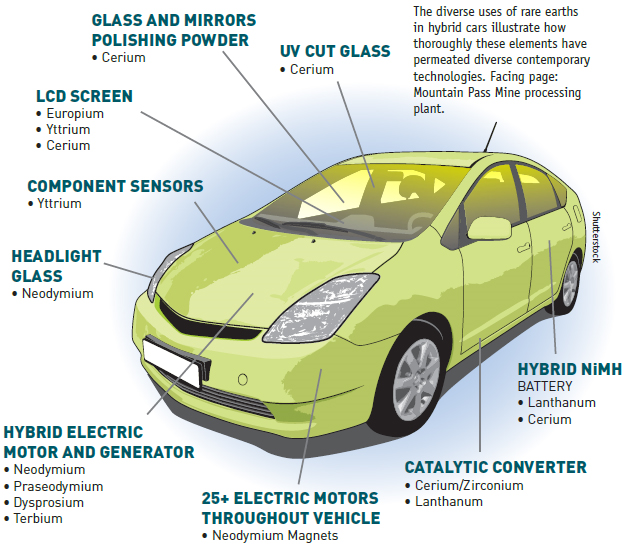 GLASS AND MIRRORS
POLISHING POWDER
• Cerium
UV CUT GLASS
• Cerium
The diverse uses of rare earths
in hybrid cars illustrate how
thoroughly these elements have
permeated diverse contemporary
technologies. Facing page:
Mountain Pass Mine processing
plant.
LCD SCREEN
• Europium
• Yttrium
• Cerium
COMPONENT SENSORS
• Yttrium
HEADLIGHT
GLASS
• Neodymium
Shutterstock
HYBRID NiMH
BATTERY
• Lanthanum
• Cerium
HYBRID ELECTRIC
MOTOR AND GENERATOR
• Neodymium
• Praseodymium
• Dysprosium
• Terbium
25+ ELECTRIC MOTORS
THROUGHOUT VEHICLE
• Neodymium Magnets
CATALYTIC CONVERTER
• Cerium/Zirconium
• Lanthanum